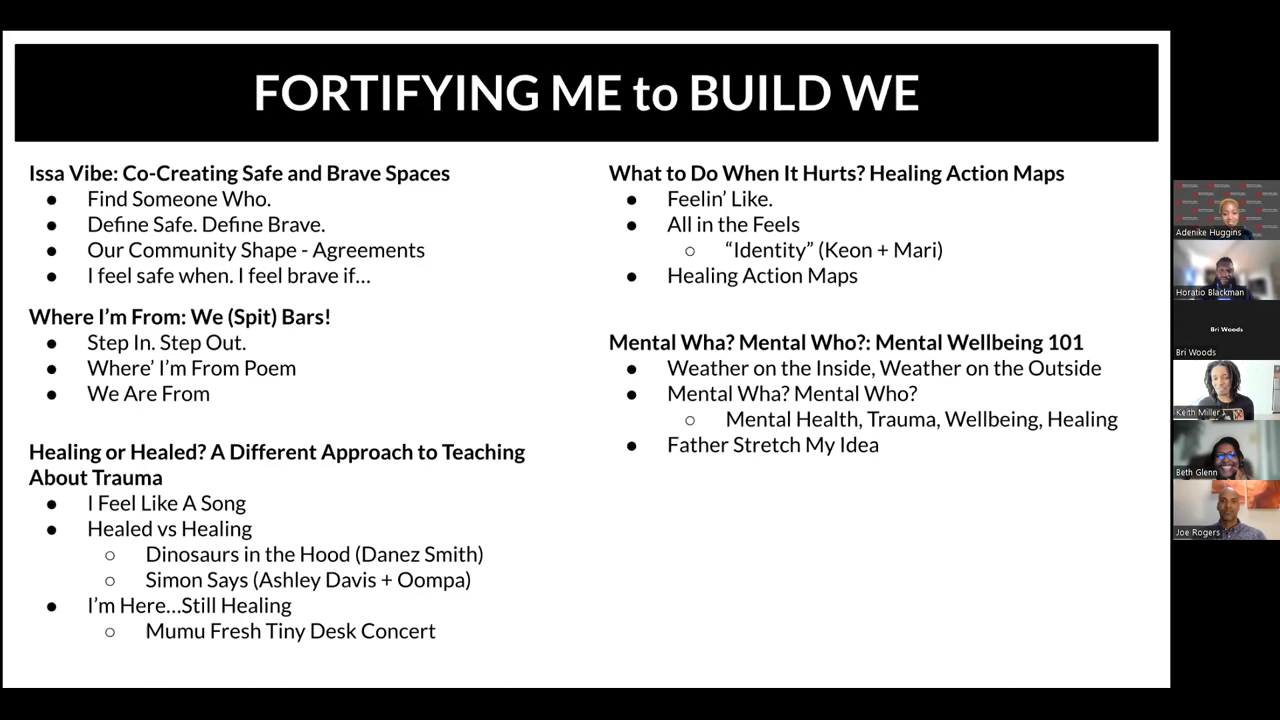 FORTIFYING ME to BUILD WE
Issa Vibe: Co-Creating Safe and Brave Spaces
● Find Someone Who.
● Define Safe. Define Brave.
● Our Community Shape - Agreements
● I feel safe when. I feel brave if…
Where I’m From: We (Spit) Bars!
● Step In. Step Out.
● Where’ I’m From Poem
● We Are From
Healing or Healed? A Different Approach to Teaching
About Trauma
● I Feel Like A Song
● Healed vs Healing
○ Dinosaurs in the Hood (Danez Smith)
○ Simon Says (Ashley Davis + Oompa)
● I’m Here…Still Healing
○ Mumu Fresh Tiny Desk Concert
What to Do When It Hurts? Healing Action Maps
● Feelin’ Like.
● All in the Feels
○ “Identity” (Keon + Mari)
● Healing Action Maps
Mental Wha? Mental Who?: Mental Wellbeing 101
● Weather on the Inside, Weather on the Outside
● Mental Wha? Mental Who?
○ Mental Health, Trauma, Wellbeing, Healing
● Father Stretch My Idea
Adenike Huggins
Horatio Blackman
Bri Woods
Bri Woods
Keith Miller
Beth Glenn
Joe Rogers